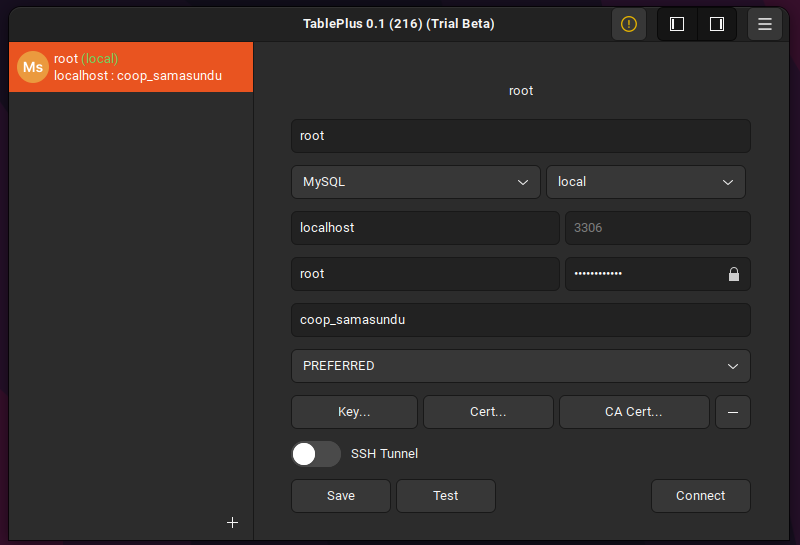 TablePlus 0.1 (216) (Trial Beta)
Ms
root (local)
localhost : coop_samasundu
root
root
MySQL
local
localhost
3306
root
••••••••••••
coop_samasundu
PREFERRED
Key...
Cert...
CA Cert...
SSH Tunnel
Save
Test
Connect